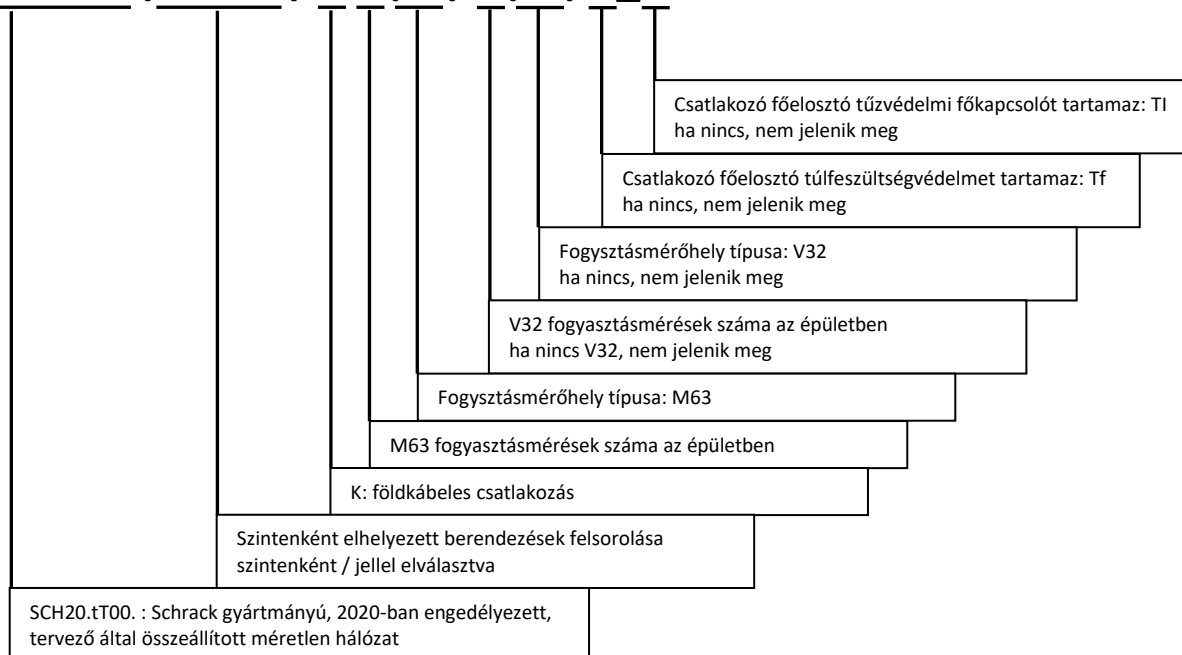 Csatlakozó főelosztó tűzvédelmi főkapcsolót tartamaz: TI
ha nincs, nem jelenik meg
Csatlakozó főelosztó túlfeszültségvédelmet tartamaz: Tf
ha nincs, nem jelenik meg
Fogysztásmérőhely típusa: V32
ha nincs, nem jelenik meg
V32 fogyasztásmérések száma az épületben
ha nincs V32, nem jelenik meg
Fogysztásmérőhely típusa: M63
M63 fogyasztásmérések száma az épületben
K: földkábeles csatlakozás
Szintenként elhelyezett berendezések felsorolása
szintenként / jellel elválasztva
SCH20.tT00. : Schrack gyártmányú, 2020-ban engedélyezett,
tervező által összeállított méretlen hálózat